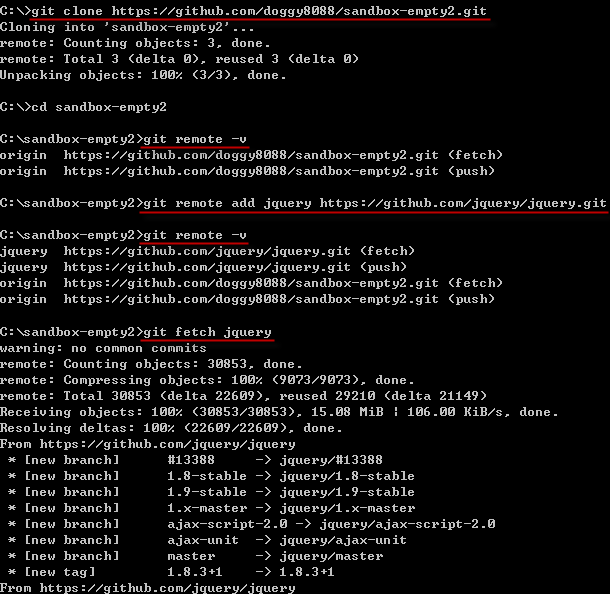 C:\>git clone https://github.com/doggy8088/sandbox-empty2.git
Cloning into 'sandbox-empty2'...
remote: Counting objects: 3, done.
remote: Total 3 (delta 0), reused 3 (delta 0)
Unpacking objects: 100% (3/3), done.
C:\>cd sandbox-empty2
C:\sandbox-empty2>git remote -v
origin  https://github.com/doggy8088/sandbox-empty2.git (fetch)
origin  https://github.com/doggy8088/sandbox-empty2.git (push)
C:\sandbox-empty2>git remote add jquery https://github.com/jquery/jquery.git
C:\sandbox-empty2>git remote -v
jquery  https://github.com/jquery/jquery.git (fetch)
jquery  https://github.com/jquery/jquery.git (push)
origin  https://github.com/doggy8088/sandbox-empty2.git (fetch)
origin  https://github.com/doggy8088/sandbox-empty2.git (push)
C:\sandbox-empty2>git fetch jquery
warning: no common commits
remote: Counting objects: 30853, done.
remote: Compressing objects: 100% (9073/9073), done.
remote: Total 30853 (delta 22609), reused 29210 (delta 21149)
Receiving objects: 100% (30853/30853), 15.08 MiB | 106.00 KiB/s, done.
Resolving deltas: 100% (22609/22609), done.
From https://github.com/jquery/jquery
 * [new branch]      #13388     -> jquery/#13388
 * [new branch]      1.8-stable -> jquery/1.8-stable
 * [new branch]      1.9-stable -> jquery/1.9-stable
 * [new branch]      1.x-master -> jquery/1.x-master
 * [new branch]      ajax-script-2.0 -> jquery/ajax-script-2.0
 * [new branch]      ajax-unit  -> jquery/ajax-unit
 * [new branch]      master     -> jquery/master
 * [new tag]         1.8.3+1    -> 1.8.3+1
From https://github.com/jquery/jquery